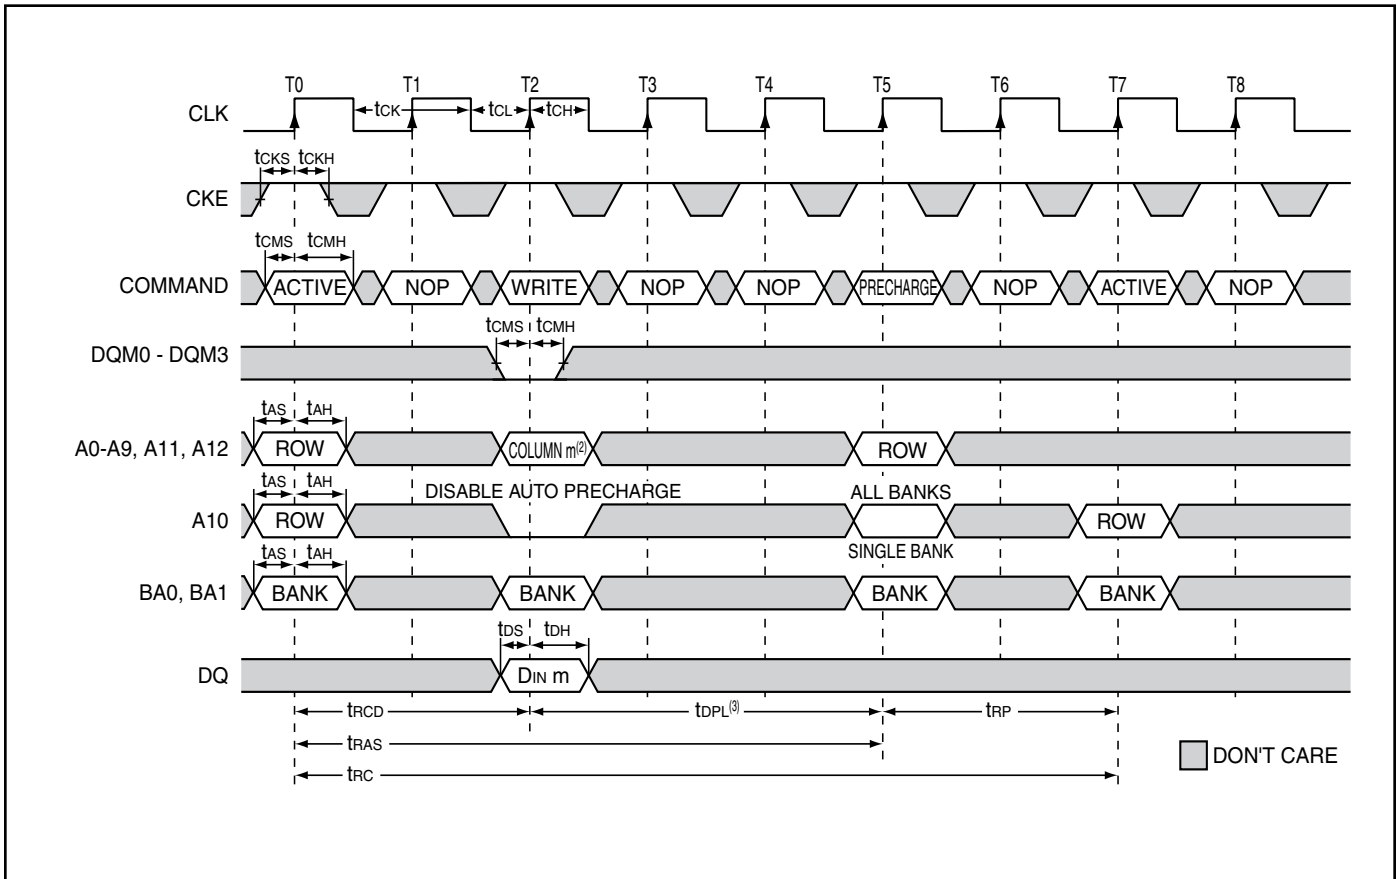 T0 T1 T2 T3 T4 T5 T6 T7 T8
CLK tCK tCL tCH
tCKS tCKH
CKE
tCMS tCMH
COMMAND ACTIVE NOP WRITE NOP NOP PRECHARGE NOP ACTIVE NOP
tCMS tCMH
DQM0 - DQM3
tAS tAH
A0-A9, A11, A12 ROW COLUMN m(2) ROW
tAS tAH DISABLE AUTO PRECHARGE ALL BANKS
A10 ROW ROW
tAS tAH SINGLE BANK
BA0, BA1 BANK BANK BANK BANK
tDS tDH
DQ DIN m
tRCD tDPL(3) tRP
tRAS
tRC
DON'T CARE